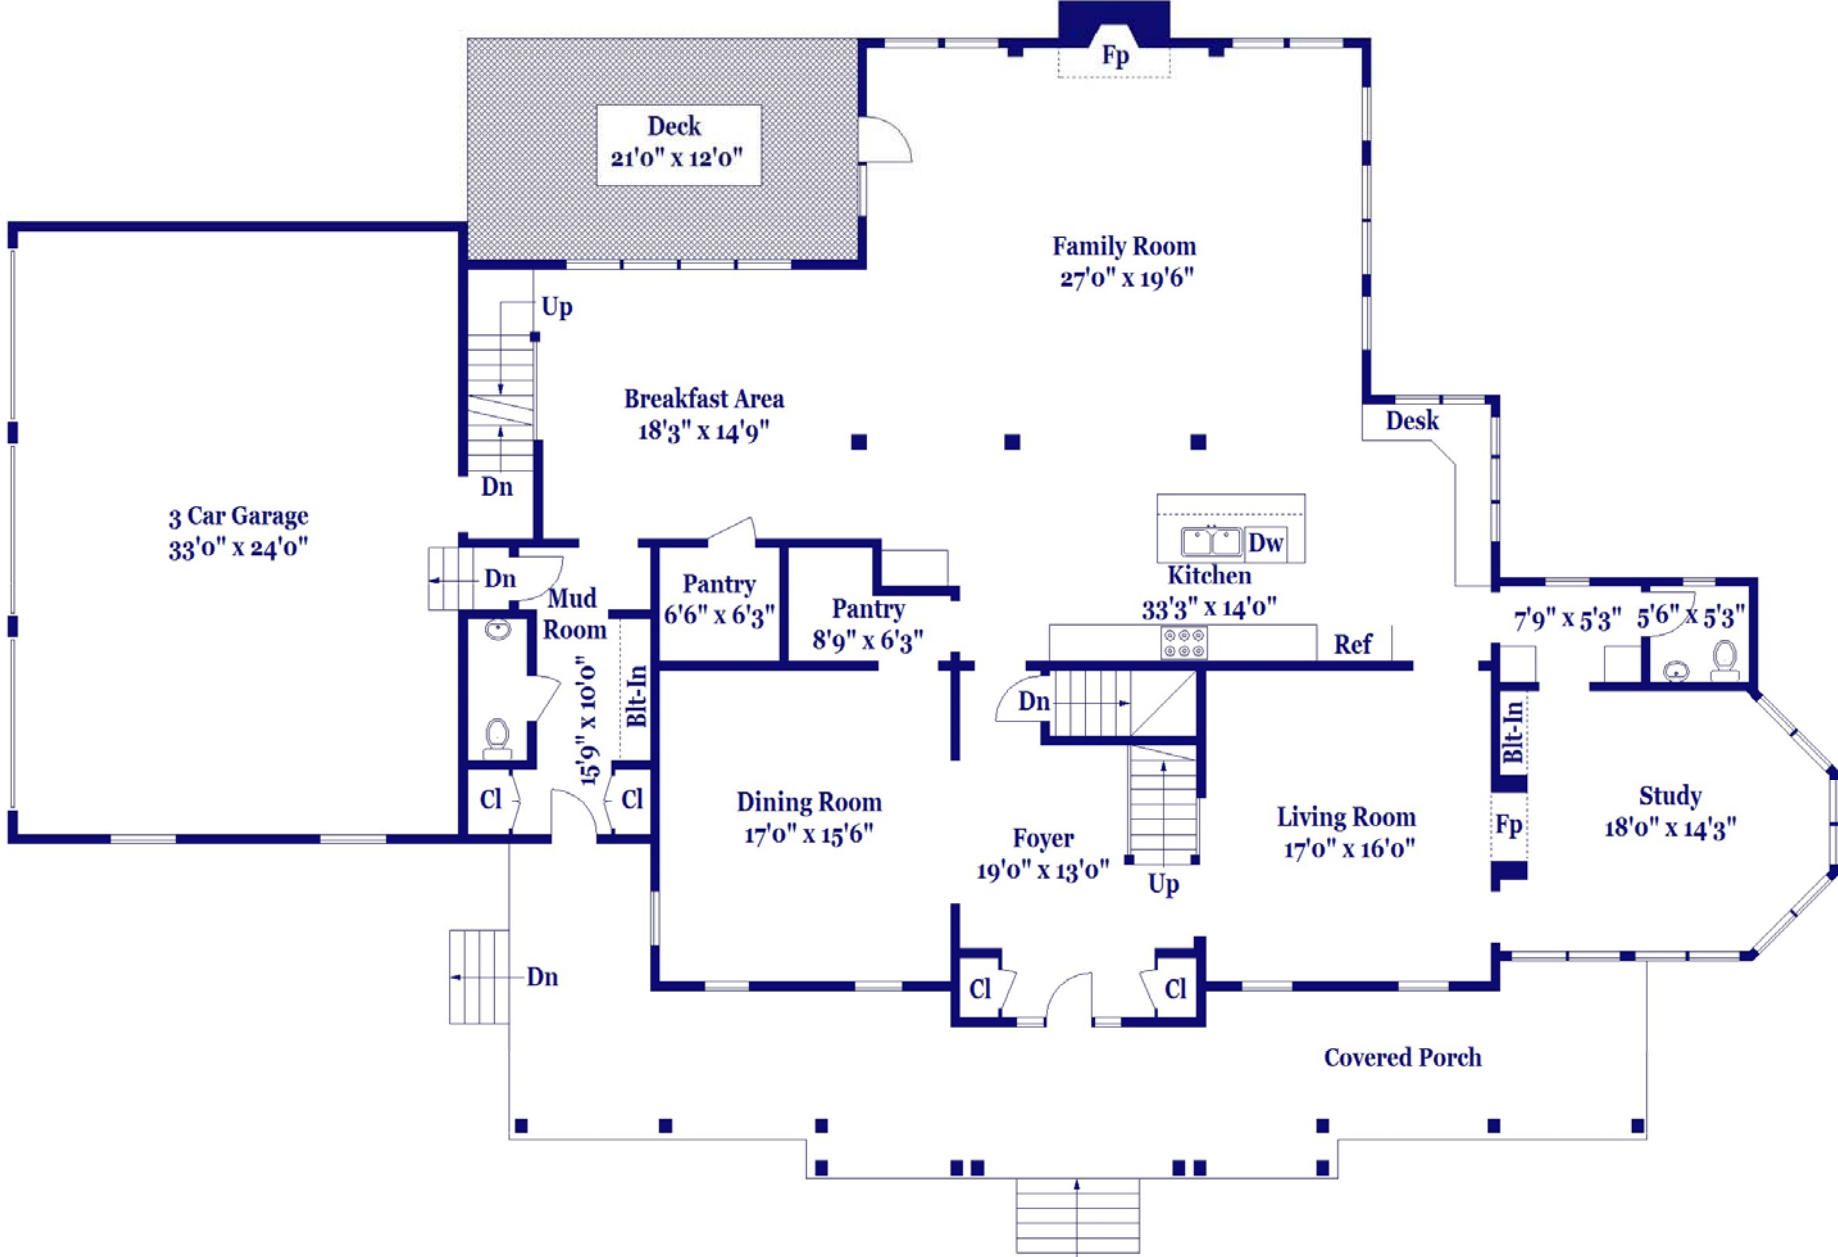 Fp
Deck
21'0" x 12'0"
Family Room
27'0" x 19'6"
Up
Breakfast Area
18'3" x 14'9"
Desk
Dn
3 Car Garage
33'0" x 24'0"
Dw
Kitchen
33'3" x 14'0"
Dn
Mud
Room
15'9" x 10'0"
Blt-In
Pantry
6'6" x 6'3"
Pantry
8'9" x 6'3"
Ref
7'9" x 5'3"
5'6" x 5'3"
Dn
Blt-In
Cl
Cl
Dining Room
17'0" x 15'6"
Foyer
19'0" x 13'0"
Up
Living Room
17'0" x 16'0"
Fp
Study
18'0" x 14'3"
Dn
Cl
Cl
Covered Porch